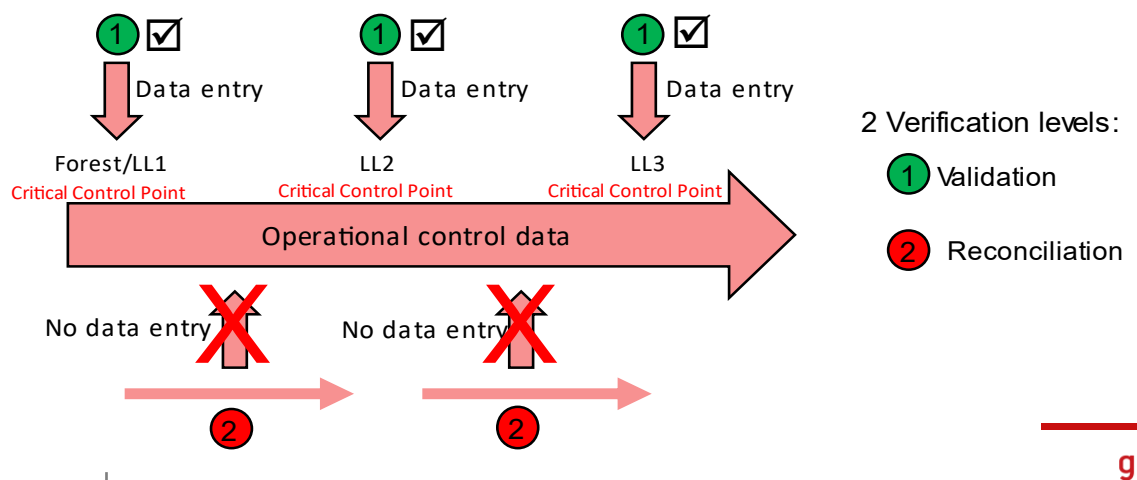 1 1 1
Data entry Data entry Data entry
2 Verification levels:
Forest/LL1 LL2 LL3
Critical Control Point Critical Control Point Critical Control Point
1 Validation
Operational control data
2 Reconciliation
No data entry No data entry
2 2
g